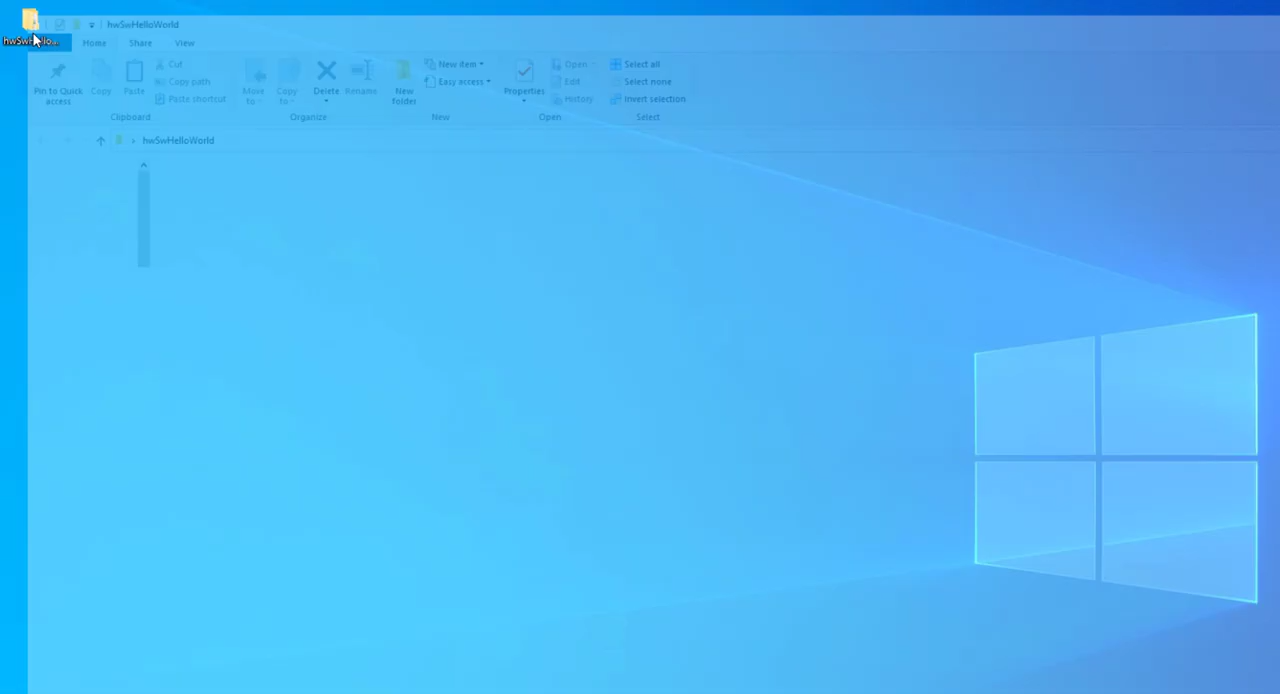 hwSwHelloWorld
Home Share View
Pin to Quick access
Copy
Paste
Cut
Copy path
Paste shortcut
Clipboard
Move to
Copy to
Delete
Rename
Organize
New folder
New item
Easy access
New
Properties
Open
Edit
History
Open
Select all
Select none
Invert selection
Select
hwSwHelloWorld